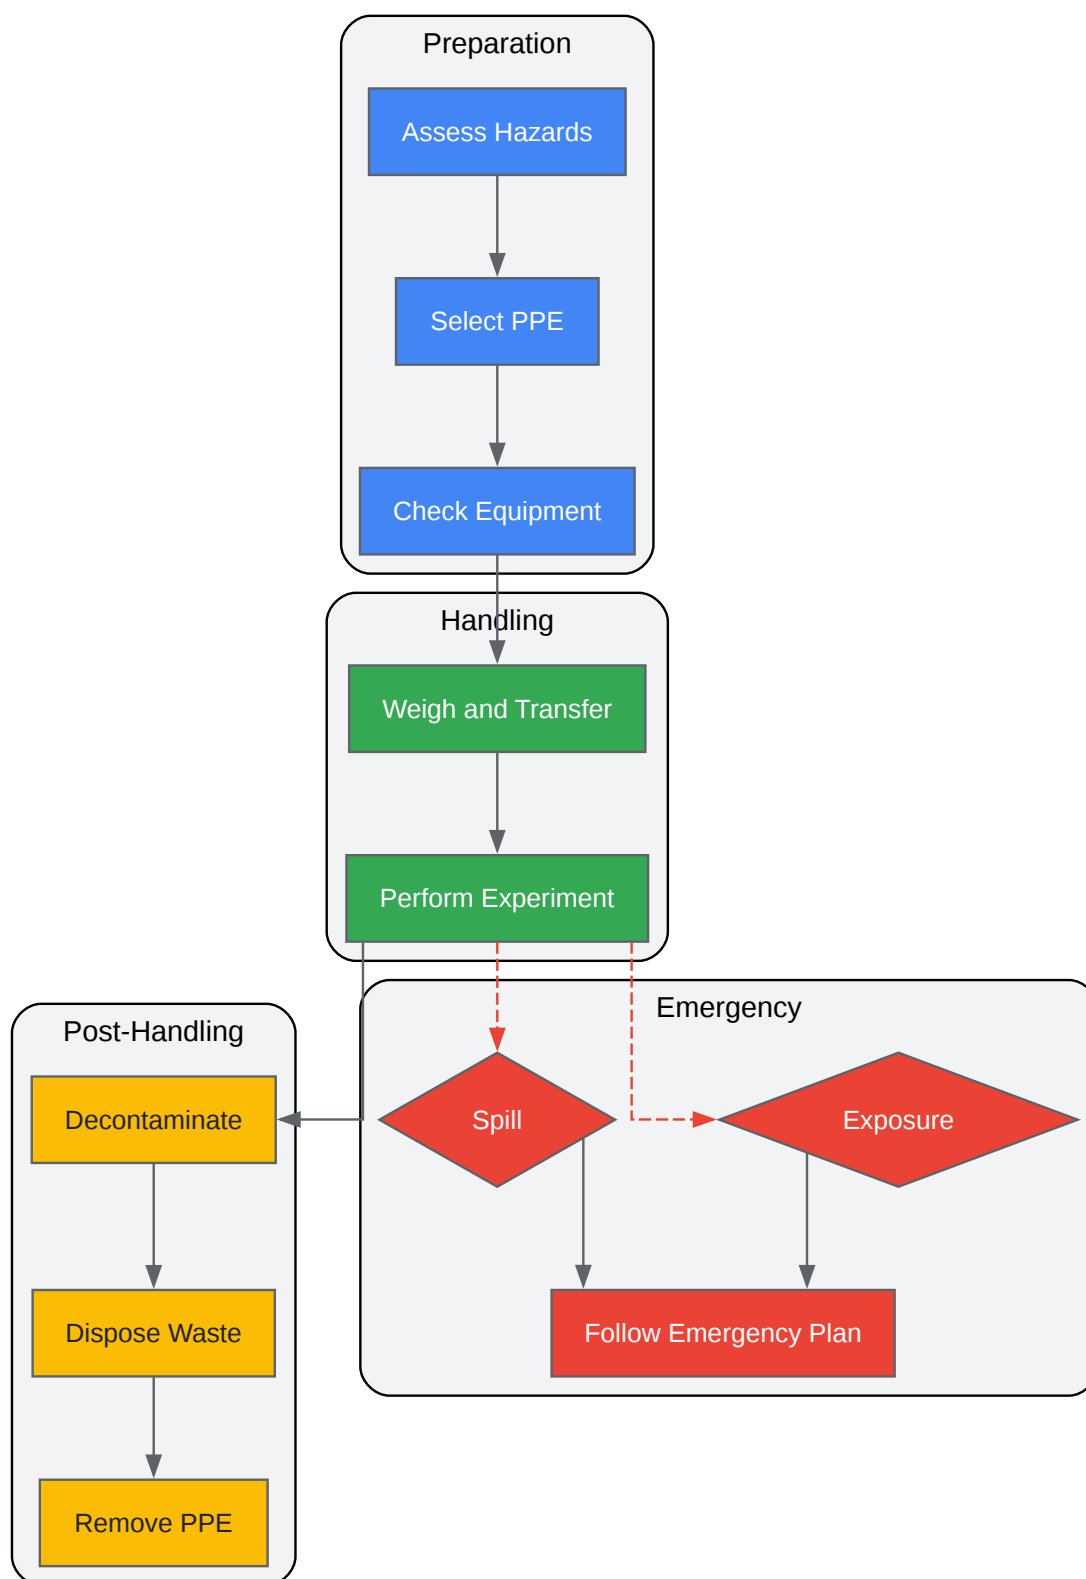 Preparation
Assess Hazards
Select PPE
Check Equipment
Handling
Weigh and Transfer
Perform Experiment
Emergency
Spill
Exposure
Follow Emergency Plan
Post-Handling
Decontaminate
Dispose Waste
Remove PPE